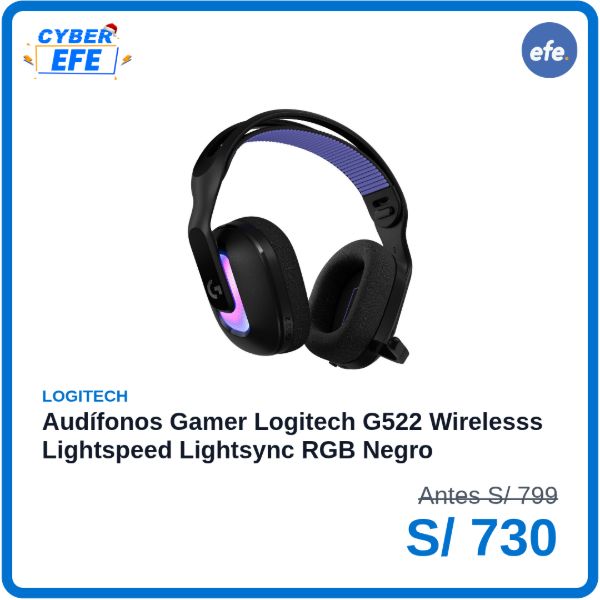 CYBER
EFE
efe.
LOGITECH
Audífonos Gamer Logitech G522 Wirelesss
Lightspeed Lightsync RGB Negro
Antes S/ 799
S/ 730